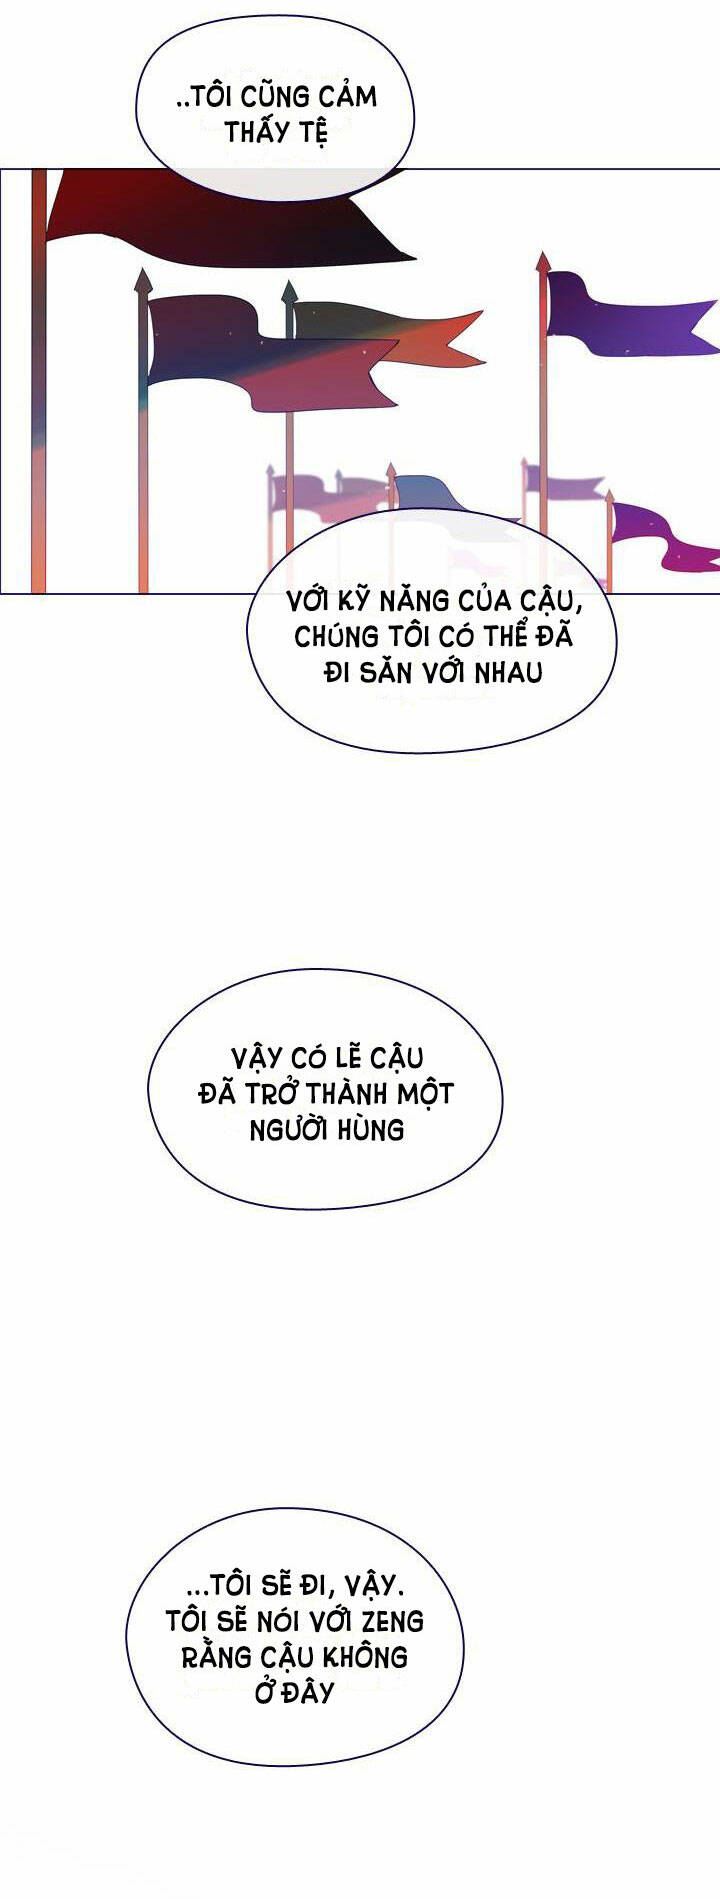 ..TÔI CŨNG CẢM
THẤY TỆ
VỚI KỸ NĂNG CỦA CẬU,
CHÚNG TÔI CÓ THỂ ĐÃ
ĐI SĂN VỚI NHAU
VẬY CÓ LẼ CẬU
ĐÃ TRỞ THÀNH MỘT
NGƯỜI HÙNG
...TÔI SẼ ĐI, VẬY.
TÔI SẼ NÓI VỚI ZENG
RẰNG CẬU KHÔNG
Ở ĐÂY